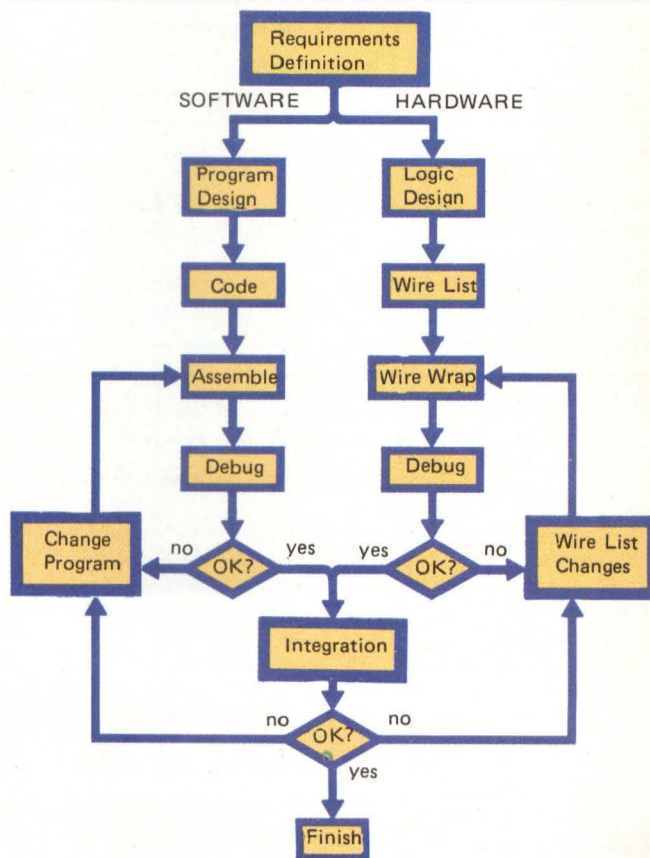 Requirements
Definition
SOFTWARE HARDWARE
Program
Design
Logic
Design
Code
Wire List
Assemble
Wire Wrap
Debug
Debug
Change
Program
no
OK?
yes
yes
OK?
no
Wire List
Changes
Integration
no
OK?
no
yes
Finish